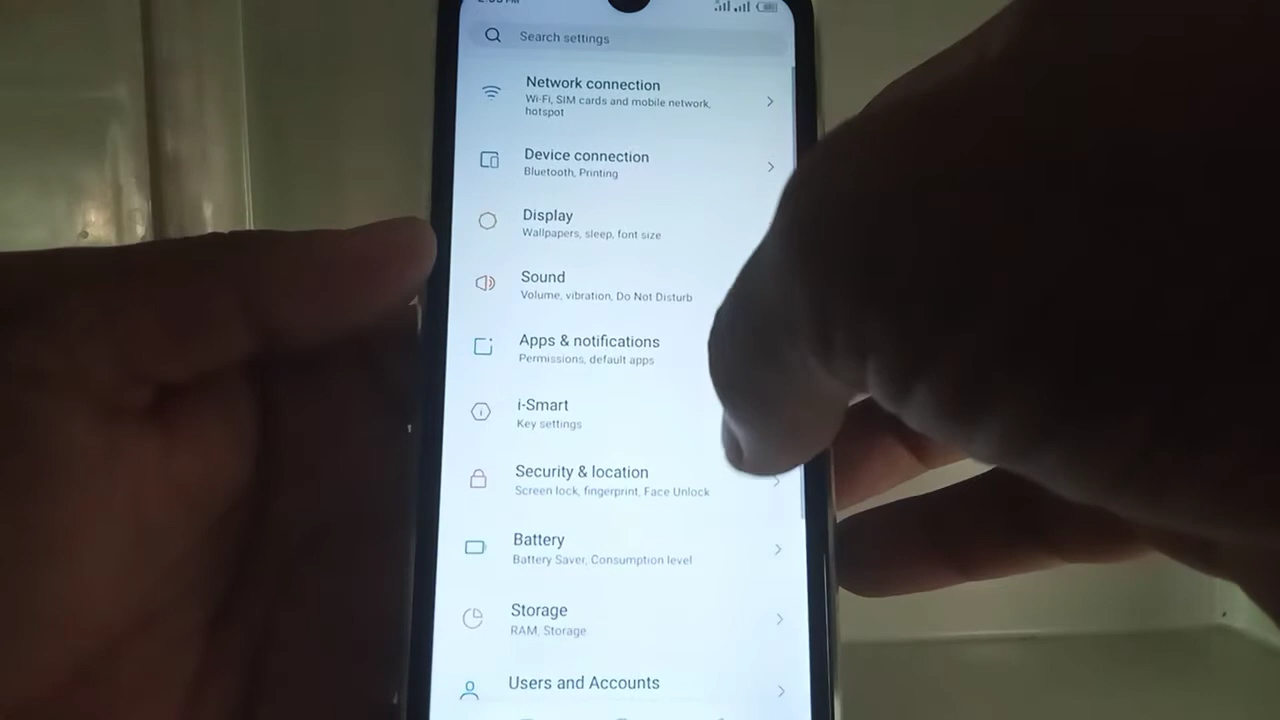 Search settings
Network connection
Wi-Fi, SIM cards and mobile network,
hotspot
Device connection
Bluetooth, Printing
Display
Wallpapers, sleep, font size
Sound
Volume, vibration, Do Not Disturb
Apps & notifications
Permissions, default apps
i-Smart
Key settings
Security & location
Screen lock, fingerprint, Face Unlock
Battery
Battery Saver, Consumption level
Storage
RAM, Storage
Users and Accounts